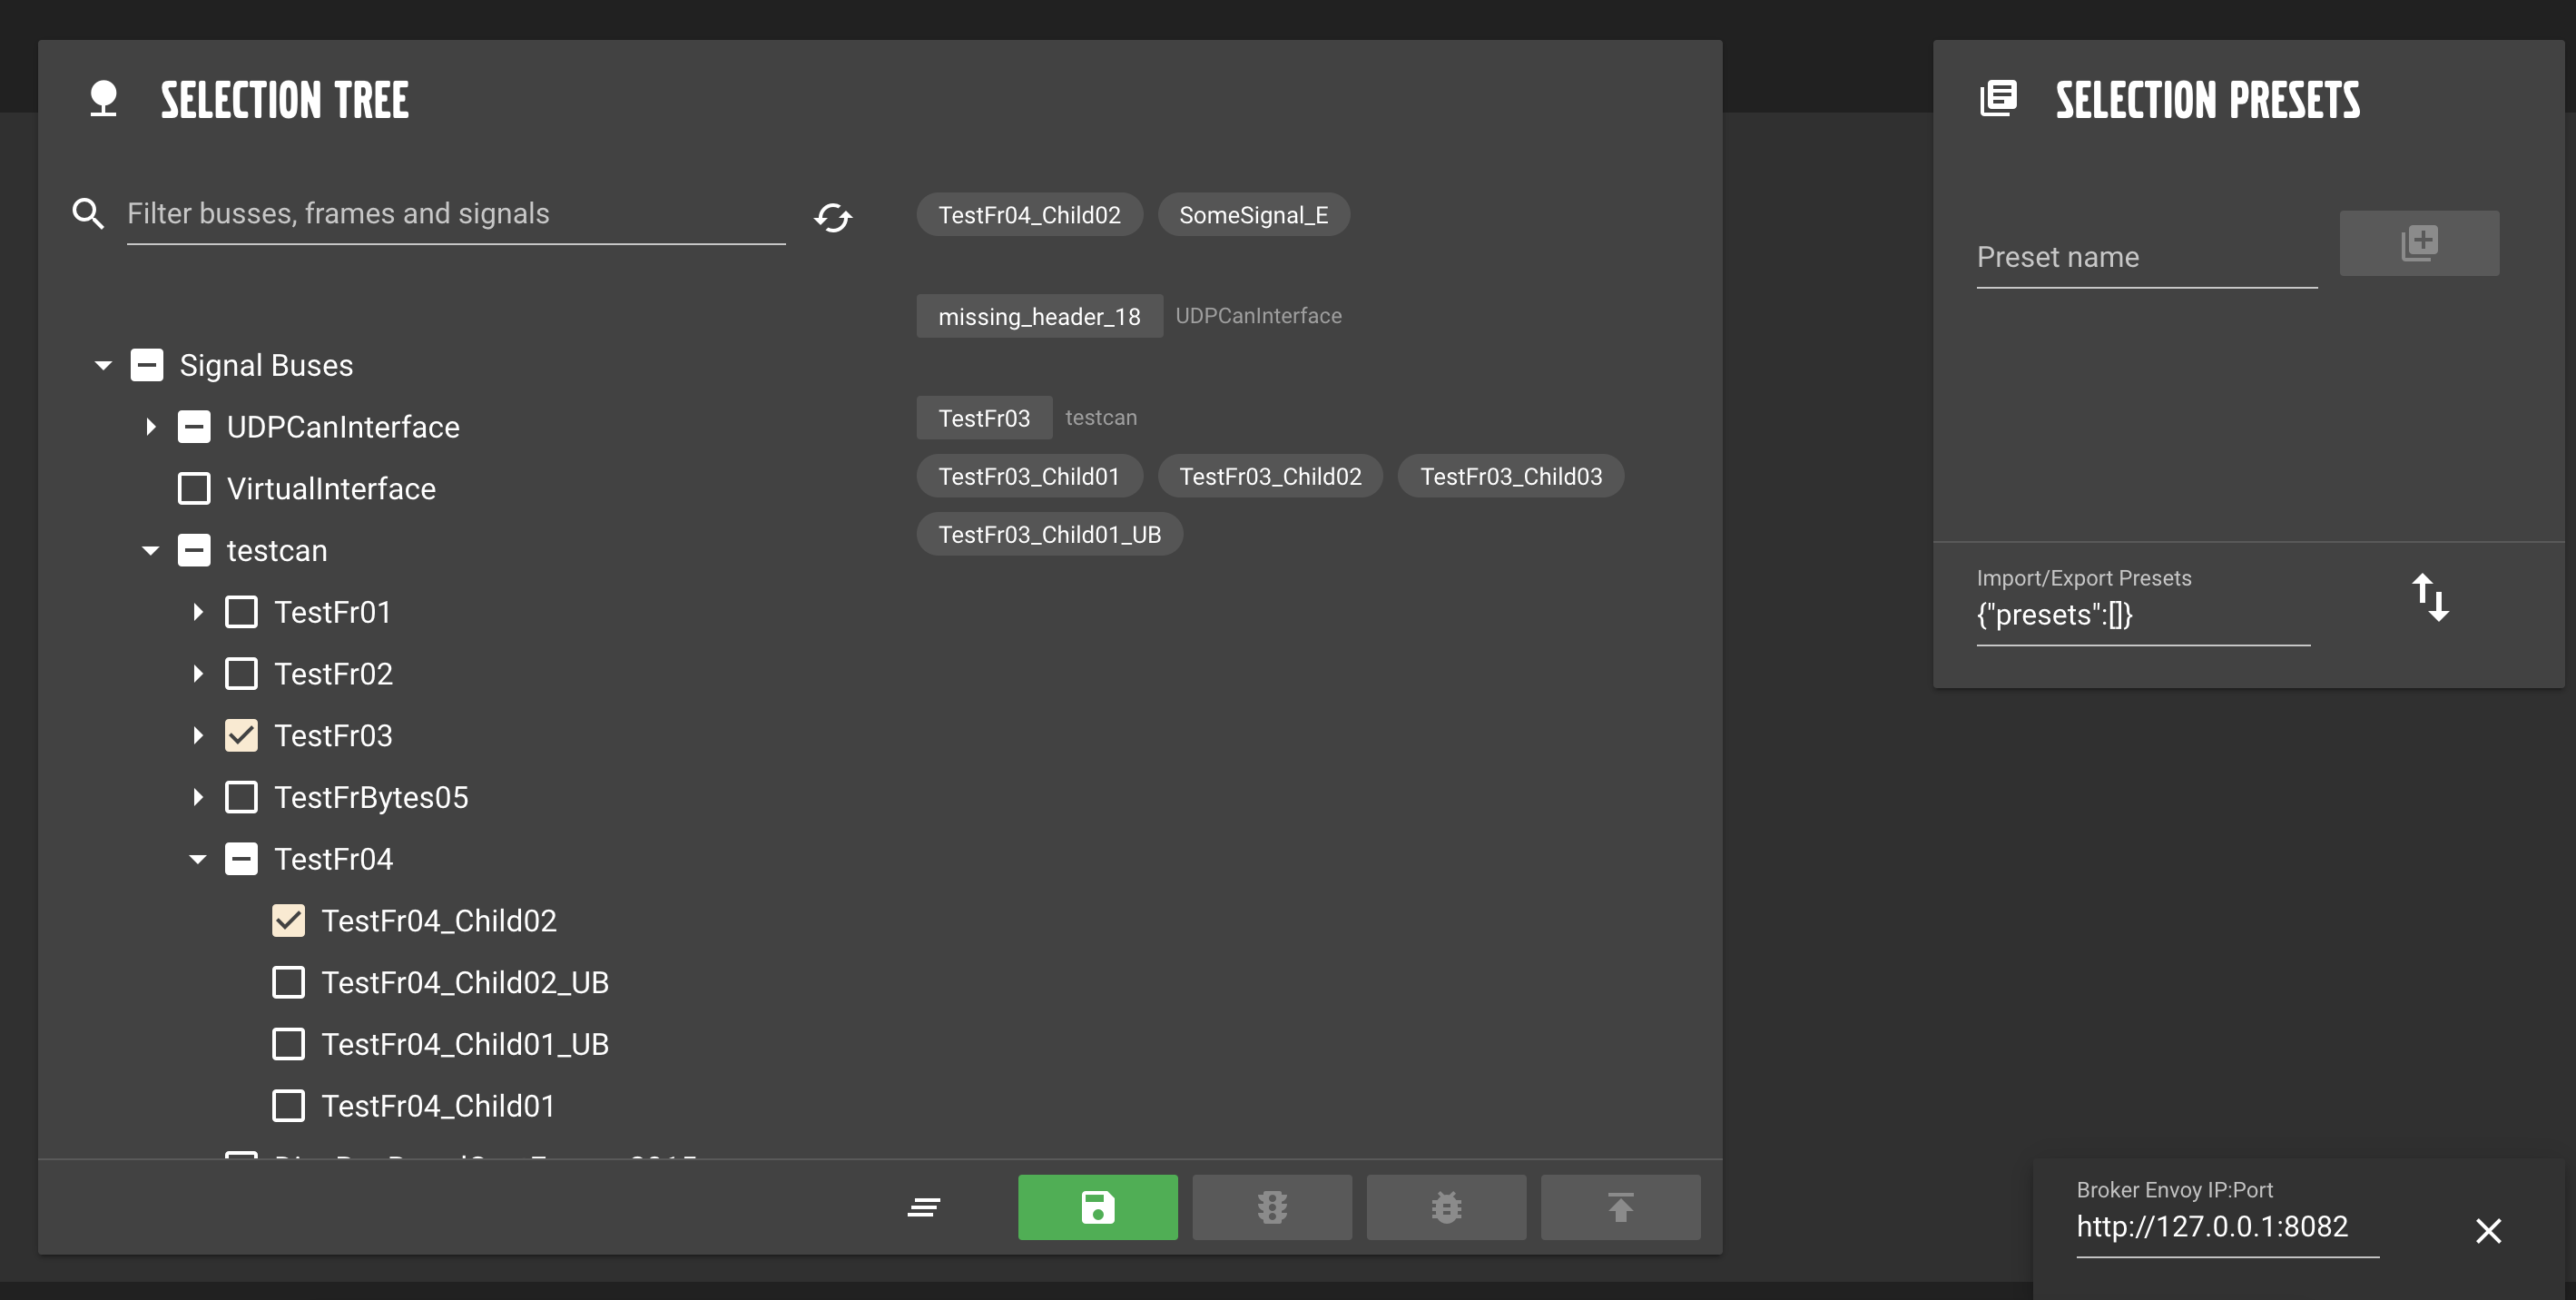 SELECTION TREE
Filter busses, frames and signals
Signal Buses
UDPCanInterface
VirtualInterface
testcan
TestFr01
TestFr02
TestFr03
TestFrBytes05
TestFr04
TestFr04_Child02
TestFr04_Child02_UB
TestFr04_Child01_UB
TestFr04_Child01
TestFr04_Child02 SomeSignal_E
missing_header_18 UDPCanInterface
TestFr03 testcan
TestFr03_Child01 TestFr03_Child02 TestFr03_Child03
TestFr03_Child01_UB
SELECTION PRESETS
Preset name
Import/Export Presets
{"presets":[]}
Broker Envoy IP:Port
http://127.0.0.1:8082